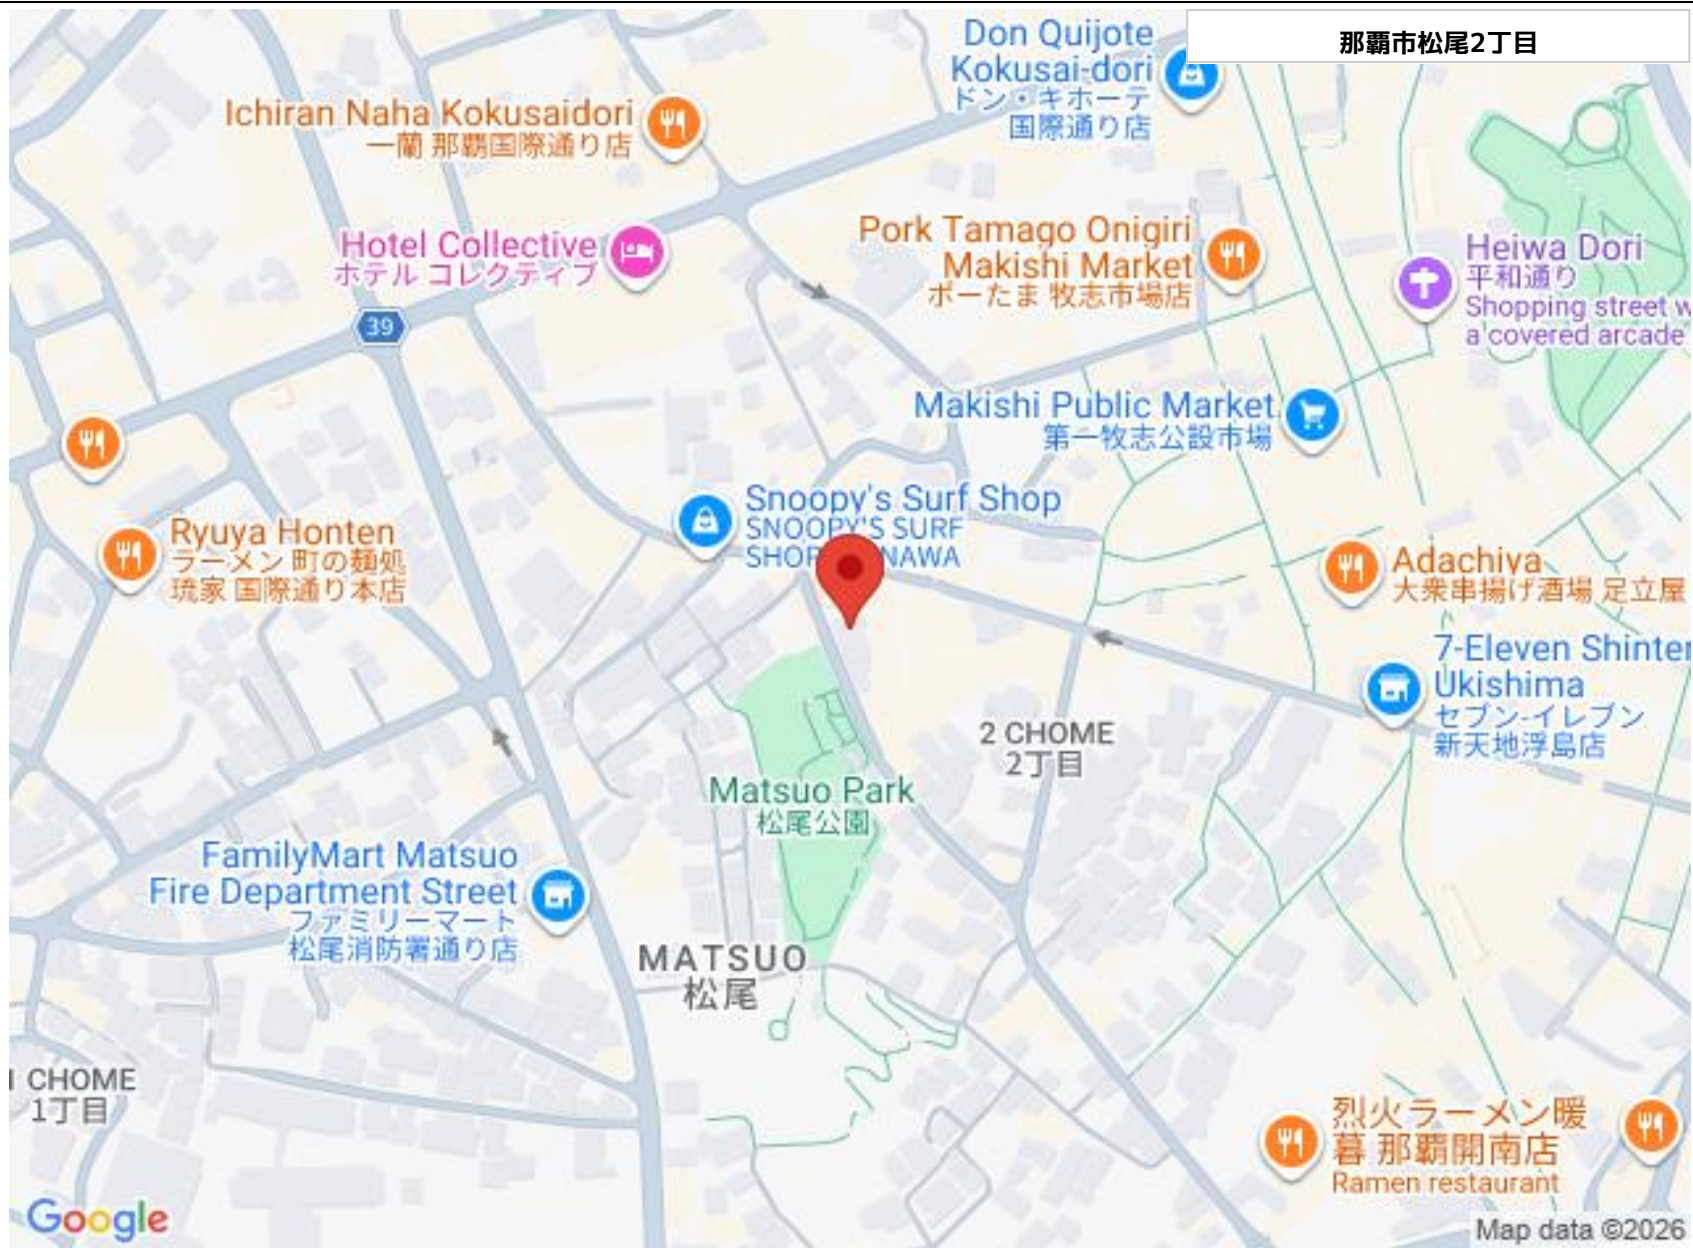 那覇市松尾2丁目
Don Quijote
Kokusai-dori
ドン・キホーテ
国際通り店
Ichiran Naha Kokusaidori
一蘭 那覇国際通り店
Hotel Collective
ホテル コレクティブ
Pork Tamago Onigiri
Makishi Market
ポーたま 牧志市場店
Heiwa Dori
平和通り
Shopping street w
a covered arcade
39
Makishi Public Market
第一牧志公設市場
Snoopy's Surf Shop
SNOOPY'S SURF
SHOP NAWA
Ryuya Honten
ラーメン 町の麺処
琉家 国際通り本店
Adachiya
大衆串揚げ酒場 足立屋
7-Eleven Shinten
Ukishima
セブン-イレブン
新天地浮島店
2 CHOME
2丁目
Matsuo Park
松尾公園
FamilyMart Matsuo
Fire Department Street
ファミリーマート
松尾消防署通り店
MATSUO
松尾
1 CHOME
1丁目
烈火ラーメン暖
暮 那覇開南店
Ramen restaurant
Google
Map data ©2026